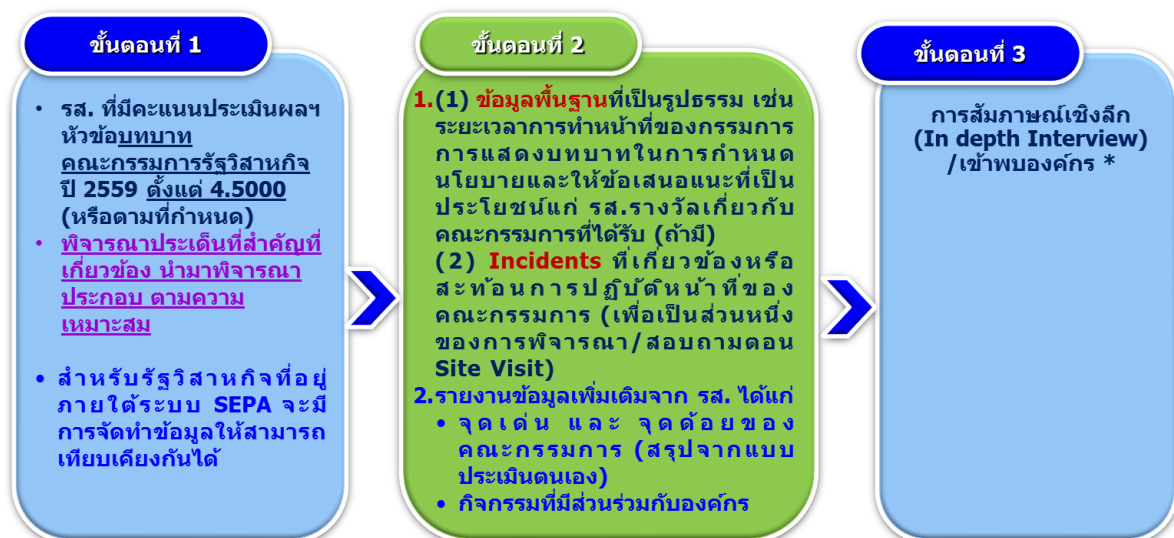 ขั้นตอนที่ 1
• รส. ที่มีคะแนนประเมินผลฯ
หัวข้อบทบาท
คณะกรรมการรัฐวิสาหกิจ
ปี 2559 ตั้งแต่ 4.5000
(หรือตามที่กำหนด)
• พิจารณาประเด็นที่สำคัญที่
เกี่ยวข้อง นำมาพิจารณา
ประกอบ ตามความ
เหมาะสม
• สำหรับรัฐวิสาหกิจที่อยู่
ภายใต้ระบบ SEPA จะมี
การจัดทำข้อมูลให้สามารถ
เทียบเคียงกันได้
ขั้นตอนที่ 2
1.(1) ข้อมูลพื้นฐานที่เป็นรูปธรรม เช่น
ระยะเวลาการทำหน้าที่ของกรรมการ
การแสดงบทบาทในการกำหนด
นโยบายและให้ข้อเสนอแนะที่เป็น
ประโยชน์แก่ รส.รางวัลเกี่ยวกับ
คณะกรรมการที่ได้รับ (ถ้ามี)
(2) Incidents ที่เกี่ยวข้องหรือ
สะท้อนการปฏิบัติหน้าที่ของ
คณะกรรมการ (เพื่อเป็นส่วนหนึ่ง
ของการพิจารณา/สอบถามตอน
Site Visit)
2.รายงานข้อมูลเพิ่มเติมจาก รส. ได้แก่
• จุดเด่น และ จุดด้อยของ
คณะกรรมการ (สรุปจากแบบ
ประเมินตนเอง)
• กิจกรรมที่มีส่วนร่วมกับองค์กร
ขั้นตอนที่ 3
การสัมภาษณ์เชิงลึก
(In depth Interview)
/เข้าพบองค์กร *